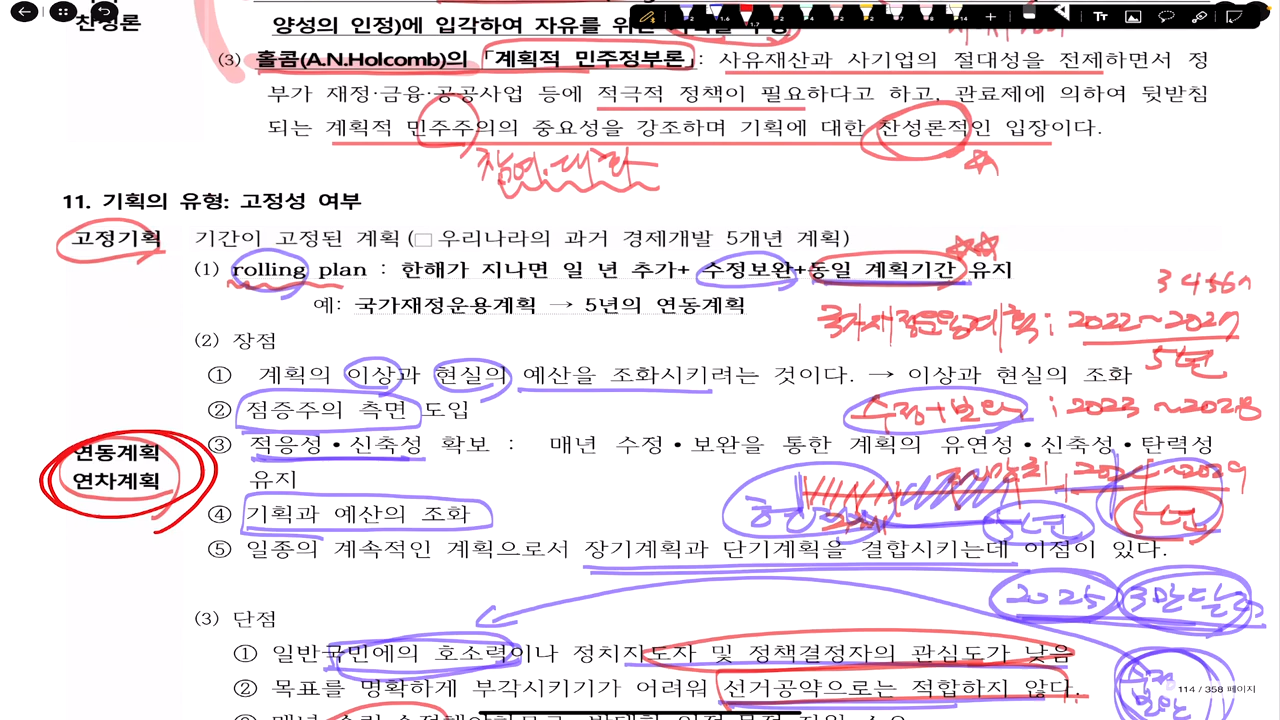 찬성론
양성의 인정)에 입각하여 자유를 위한
(3) 홀콤(A.N.Holcomb)의 「계획적 민주정부론」: 사유재산과 사기업의 절대성을 전제하면서 정
부가 재정·금융·공공사업 등에 적극적 정책이 필요하다고 하고, 관료제에 의하여 뒷받침
되는 계획적 민주주의의 중요성을 강조하며 기획에 대한 찬성론적인 입장이다.
참여·대화
11. 기획의 유형: 고정성 여부
고정기획 기간이 고정된 계획(□우리나라의 과거 경제개발 5개년 계획)
(1) rolling plan : 한해가 지나면 일 년 추가+ 수정보완+동일 계획기간 유지
3 4 5 6 7
예: 국가재정운용계획 → 5년의 연동계획
국가재정운용계획: 2022~2027
5년
(2) 장점
① 계획의 이상과 현실의 예산을 조화시키려는 것이다. → 이상과 현실의 조화
② 점증주의 측면 도입
수정+보완 : 2023 ~2028
연동계획
연차계획
③ 적응성·신축성 확보 : 매년 수정·보완을 통한 계획의 유연성·신축성·탄력성
유지
~2029
④ 기획과 예산의 조화
5년 5년
⑤ 일종의 계속적인 계획으로서 장기계획과 단기계획을 결합시키는데 이점이 있다.
2025 3만달러
(3) 단점
① 일반국민에의 호소력이나 정치지도자 및 정책결정자의 관심도가 낮음
② 목표를 명확하게 부각시키기가 어려워 선거공약으로는 적합하지 않다.
114 / 358 페이지